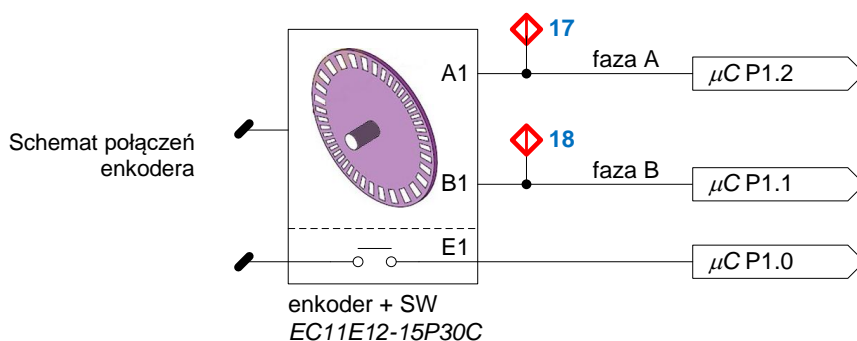 17
A1
faza A
μC P1.2
Schemat połączeń
enkodera
18
B1
faza B
μC P1.1
E1
μC P1.0
enkoder + SW
EC11E12-15P30C